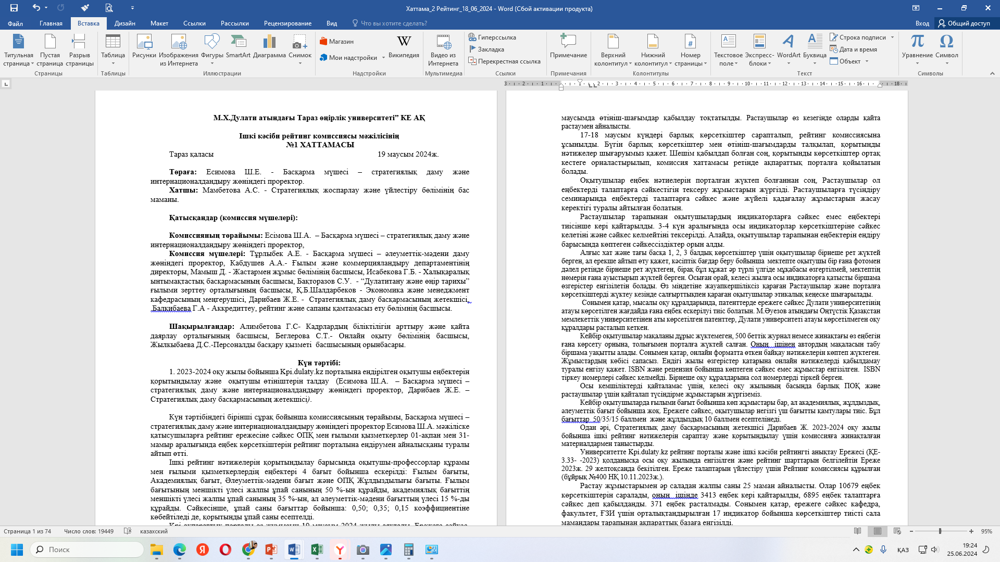 Хаттама_2 Рейтинг_18_06_2024 - Word (Сбой активации продукта)
Файл Главная Вставка Дизайн Макет Ссылки Рассылки Рецензирование Вид Что вы хотите сделать? Вход Общий доступ
Титульная страница Пустая страница Разрыв страницы Таблица Рисунки Изображения из Интернета Фигуры SmartArt Диаграмма Снимок Магазин Мои надстройки Википедия Видео из Интернета Гиперссылка Закладка Перекрестная ссылка Примечание Верхний колонтитул Нижний колонтитул Номер страницы Текстовое поле Экспресс-блоки WordArt Буквица Строка подписи Дата и время Объект Уравнение Символ
Страницы Таблицы Иллюстрации Надстройки Мультимедиа Ссылки Примечания Колонтитулы Текст Символы
3 2 1 1 2 3 4 5 6 7 8 9 10 11 12 13 14 15 16 18
М.Х.Дулати атындағы Тараз өңірлік университеті” КЕ АҚ
Ішкі кәсіби рейтинг комиссиясы мәжілісінің
№1 ХАТТАМАСЫ
Тараз қаласы 19 маусым 2024ж.
Төраға: Есимова Ш.Е. - Басқарма мүшесі – стратегиялық даму және
интернационалдандыру жөніндегі проректор.
Хатшы: Мамбетова А.С. - Стратегиялық жоспарлау және үйлестіру бөлімінің бас
маманы.
Қатысқандар (комиссия мүшелері):
Комиссияның төрайымы: Есімова Ш.А. – Басқарма мүшесі – стратегиялық даму және
интернационалдандыру жөніндегі проректор,
Комиссия мүшелері: Тұрлыбек А.Е. - Басқарма мүшесі – әлеуметтік-мәдени даму
жөніндегі проректор, Кабдушев А.А.- Ғылым және коммерцияландыру департаментінің
директоры, Мамыш Д. - Жастармен жұмыс бөлімінің басшысы, Исабекова Г.Б. - Халықаралық
ынтымақтастық басқармасының басшысы, Бақторазов С.У. - “Дулатитану және өңір тарихы”
ғылыми зерттеу орталығының басшысы, Қ.Б.Шалдарбеков - Экономика және менеджмент
кафедрасының меңгерушісі, Дарибаев Ж.Е. - Стратегиялық даму басқармасының жетекшісі,
.Балкибаева Г.А - Аккредиттеу, рейтинг және сапаны қамтамасыз ету бөлімнің басшысы.
Шақырылғандар: Алимбетова Г.С- Кадрлардың біліктілігін арттыру және қайта
даярлау орталығының басшысы, Беглерова С.Т.- Онлайн оқыту бөлімінің басшысы,
Жылкыбаева Д.С.-Персоналды басқару қызметі басшысының орынбасары.
Күн тәртібі:
1. 2023-2024 оқу жылы бойынша Kpi.dulaty.kz порталына ендірілген оқытушы еңбектерін
қорытындылау және оқытушы өтініштерін талдау (Есимова Ш.А. – Басқарма мүшесі –
стратегиялық даму және интернационалдандыру жөніндегі проректор, Дарибаев Ж.Е. –
Стратегиялық даму басқармасының жетекшісі).
Күн тәртібіндегі бірінші сұрақ бойынша комиссиясының төрайымы, Басқарма мүшесі –
стратегиялық даму және интернационалдандыру жөніндегі проректор Есимова Ш.А. мәжіліске
қатысушыларға рейтинг ережесіне сәйкес ОПҚ мен ғылыми қызметкерлер 01-ақпан мен 31-
мамыр аралығында еңбек көрсеткіштерін рейтинг порталына ендірумен айналысқаны туралы
айтып өтті.
Ішкі рейтинг нәтижелерін қорытындылау барысында оқытушы-профессорлар құрамы
мен ғылыми қызметкерлердің еңбектері 4 бағыт бойынша ескерілді: Ғылым бағыты,
Академиялық бағыт, Әлеуметтік-мәдени бағыт және ОПҚ Жұлдыздылығы бағыты. Ғылым
бағытының меншікті үлесі жалпы ұпай санының 50 %-ын құрайды, академиялық бағыттің
меншікті үлесі жалпы ұпай санының 35 %-ын, ал әлеуметтік-мәдени бағыттың үлесі 15 %-ды
құрайды. Сәйкесінше, ұпай саны бағыттар бойынша: 0,50; 0,35; 0,15 коэффициентіне
көбейтіледі де, қорытынды ұпай саны есептелді.
маусымда өтініш-шағымдар қабылдау тоқтатылды. Растаушылар өз кезегінде оларды қайта
растаумен айналысты.
17-18 маусым күндері барлық көрсеткіштер сарапталып, рейтинг комиссиясына
ұсынылды. Бүгін барлық көрсеткіштер мен өтініш-шағымдарды талқылап, қорытынды
нәтижелер шығаруымыз қажет. Шешім қабылдап болған соң, қорытынды көрсеткіштер ортақ
кестеге орналастырылып, комиссия хаттамасы ретінде ақпараттық порталға қойылатын
болады.
Оқытушылар еңбек нәтиелерін порталған жүктеп болғаннан соң, Растаушылар ол
еңбектерді талаптарға сәйкестігін тексеру жұмыстарын жүргізді. Растаушыларға түсіндіру
семинарында еңбектерді талаптарға сәйкес және жүйелі қадағалау жұмыстарын жасау
керектігі туралы айтылған болатын.
Растаушылар тарапынан оқытушылардың индикаторларға сәйкес емес еңбектері
тиісінше кері қайтарылды. 3-4 күн аралығында осы индикаторлар көрсеткіштеріне сәйкес
келетіні және сәйкес келмейтіні тексерілді. Алайда, оқытушылар тарапынан еңбектерін ендіру
барысында көптеген сәйкессіздіктер орын алды.
Алғыс хат және тағы басқа 1, 2, 3 балдық көрсеткіштер үшін оқытушылар бірнеше рет жүктей
берген, ал ерекше айтып өту қажет, кәсіптік бағдар беру бойынша мектепте оқытушы бір ғана фотомен
дәлел ретінде бірнеше рет жүктеген, бірақ бұл құжат әр түрлі үлгіде мұқабасы өзгертілмей, мектептің
нөмерін ғана ауыстырып жүктей берген. Осыған орай, келесі жылға осы индикаторға қатысты біршама
өзгерістер енгізілетін болады. Өз міндетіне жауапкершіліксіз қараған Растаушылар және порталға
көрсеткіштерді жүктеу кезінде салғырттықпен қараған оқытушылар этикалық кеңеске шығарылады.
Сонымен қатар, мысалы оқу құралдарында, патенттерде ережеге сәйкес Дулати университетінің
атауы көрсетілген жағдайда ғана еңбек ескерілуі тиіс болатын. М.Әуезов атындағы Оңтүстік Қазақстан
мемлекеттік университетінен аты көрсетілген патенттер, Дулати университеті атауы көрсетілмеген оқу
құралдары расталып кеткен.
Кейбір оқытушылар мақаланы дұрыс жүктемеген, 500 беттік журнал немесе жинақтағы өз еңбегін
ғана көрсету орнына, толығымен порталға жүктей салған. Оның ішінен автордың мақаласын табу
біршама уақытты алады. Сонымен қатар, онлайн форматта өткен байқау нәтижелерін көптеп жүктеген.
Жұмыстардың көбісі сапасыз. Ендігі жылы өзгерістер қатарына онлайн нәтижелерді қабылдамау
туралы енгізу қажет. ISBN және рецензия бойынша көптеген сәйкес емес жұмыстар енгізілген. ISBN
тіркеу номерлері сәйкес келмейді. Бірнеше оқу құралдарына сол номерлерді тіркей берген.
Осы кемшіліктерді қайталамас үшін, келесі оқу жылының басында барлық ПОҚ және
растаушылар үшін қайталап түсіндірме жұмыстарын жүргіземіз.
Кейбір оқытушыларда ғылыми бағыт бойынша көп жұмыстары бар, ал академиялық, жұлдыздық,
әлеуметтік бағыт бойынша жоқ. Ережеге сәйкес, оқытушылар негізгі үш бағытты қамтулары тиіс. Бұл
бағыттар 50/35/15 баллмен және жұлдыздық 10 баллмен есептелінеді.
Одан әрі, Стратегиялық даму басқармасының жетекшісі Дарибаев Ж. 2023-2024 оқу жылы
бойынша ішкі рейтинг нәтижелерін сараптау және қорытындылау үшін комиссияға жинақталған
материалдармен таныстырды.
Университетте Kpi.dulaty.kz рейтинг порталы және ішкі кәсіби рейтингті анықтау Ережесі (ҚЕ-
3.33- -2023) қолданысқа осы оқу жылында енгізілген және рейтинг шарттарын белгілейтін Ереже
2023ж. 29 желтоқсанда бекітілген. Ереже талаптарын үйлестіру үшін Рейтинг комиссиясы құрылған
(бұйрық №400 НҚ 10.11.2023ж.).
Растау жұмыстарымен әр саладан жалпы саны 25 маман айналысты. Олар 10679 еңбек
көрсеткіштерін саралады, оның ішінде 3413 еңбек кері қайтарылды, 6895 еңбек талаптарға
сәйкес деп қабылданды. 371 еңбек расталмады. Сонымен қатар, ережеге сәйкес кафедра,
факультет, ҒЗИ үшін орталықтандырылған 17 индикатор бойынша көрсеткіштер тиісті сала
мамандары тарапынан ақпараттық базаға енгізілді.
Страница 1 из 74 Число слов: 19449 казахский 95%
Поиск ҚАЗ 19:24
25.06.2024